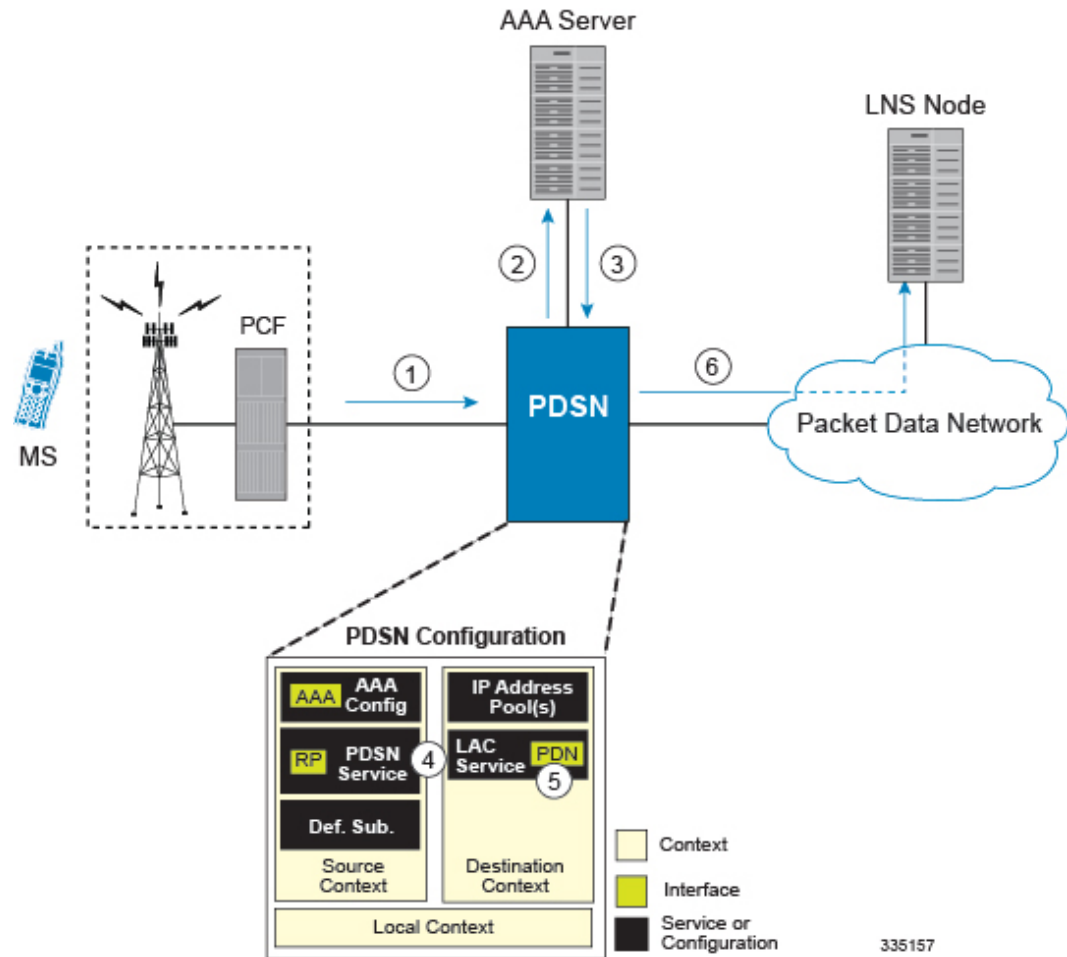 AAA Server
LNS Node
2
3
PCF
1
6
PDSN
MS
Packet Data Network
PDSN Configuration
AAA
AAA
Config
IP Address
Pool(s)
RP
PDSN
Service
4
LAC
Service
PDN
5
Def. Sub.
Source
Context
Destination
Context
Local Context
Context
Interface
Service or
Configuration
335157